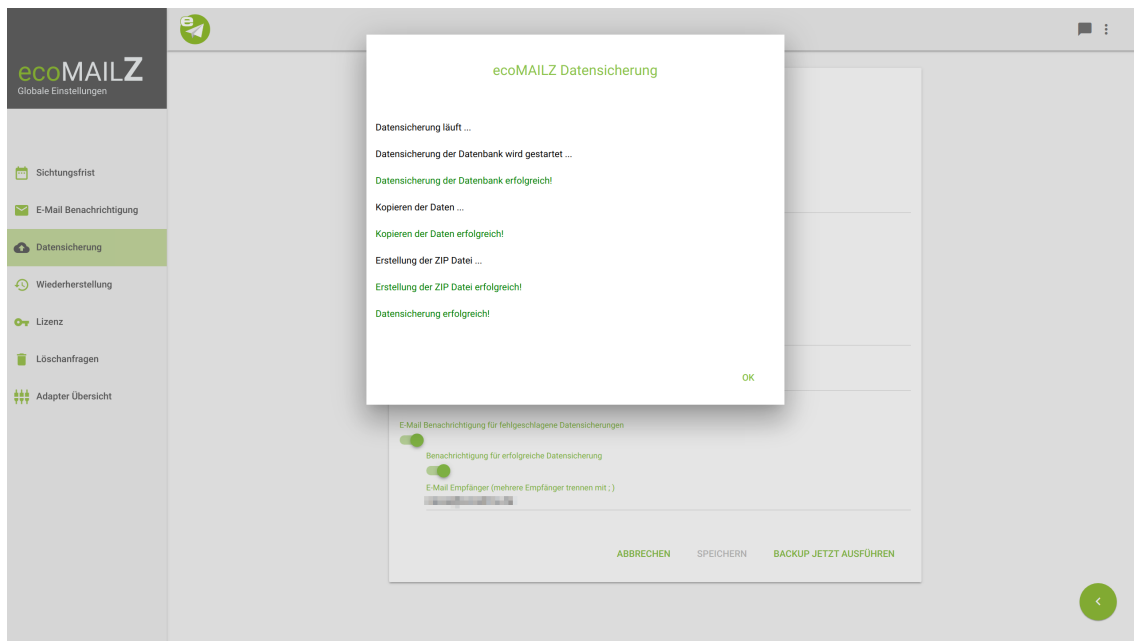 ecoMAILZ
Globale Einstellungen
Sichtungsfrist
E-Mail Benachrichtigung
Datensicherung
Wiederherstellung
Lizenz
Löschanfragen
Adapter Übersicht
e
ecoMAILZ Datensicherung
Datensicherung läuft ...
Datensicherung der Datenbank wird gestartet ...
Datensicherung der Datenbank erfolgreich!
Kopieren der Daten ...
Kopieren der Daten erfolgreich!
Erstellung der ZIP Datei ...
Erstellung der ZIP Datei erfolgreich!
Datensicherung erfolgreich!
OK
E-Mail Benachrichtigung für fehlgeschlagene Datensicherungen
Benachrichtigung für erfolgreiche Datensicherung
E-Mail Empfänger (mehrere Empfänger trennen mit ; )
ABBRECHEN SPEICHERN BACKUP JETZT AUSFÜHREN